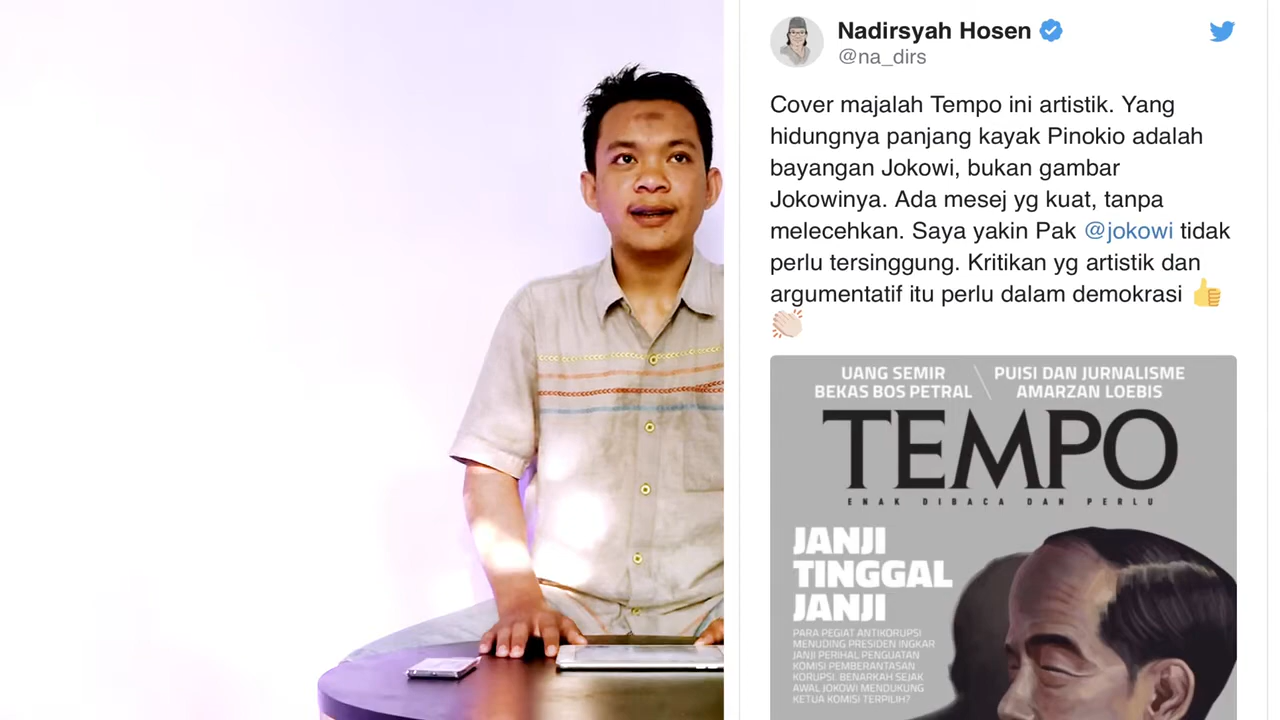 Nadirsyah Hosen
@na_dirs
Cover majalah Tempo ini artistik. Yang
hidungnya panjang kayak Pinokio adalah
bayangan Jokowi, bukan gambar
Jokowinya. Ada mesej yg kuat, tanpa
melecehkan. Saya yakin Pak @jokowi tidak
perlu tersinggung. Kritikan yg artistik dan
argumentatif itu perlu dalam demokrasi 👍
👏🏻
UANG SEMIR
BEKAS BOS PETRAL
PUISI DAN JURNALISME
AMARZAN LOEBIS
TEMPO
ENAK DIBACA DAN PERLU
JANJI
TINGGAL
JANJI
PARA PEGIAT ANTIKORUPSI
MENUDING PRESIDEN INGKAR
JANJI PERIHAL PENGUATAN
KOMISI PEMBERANTASAN
KORUPSI. BENARKAH SEJAK
AWAL JOKOWI MENDUKUNG
KETUA KOMISI TERPILIH?